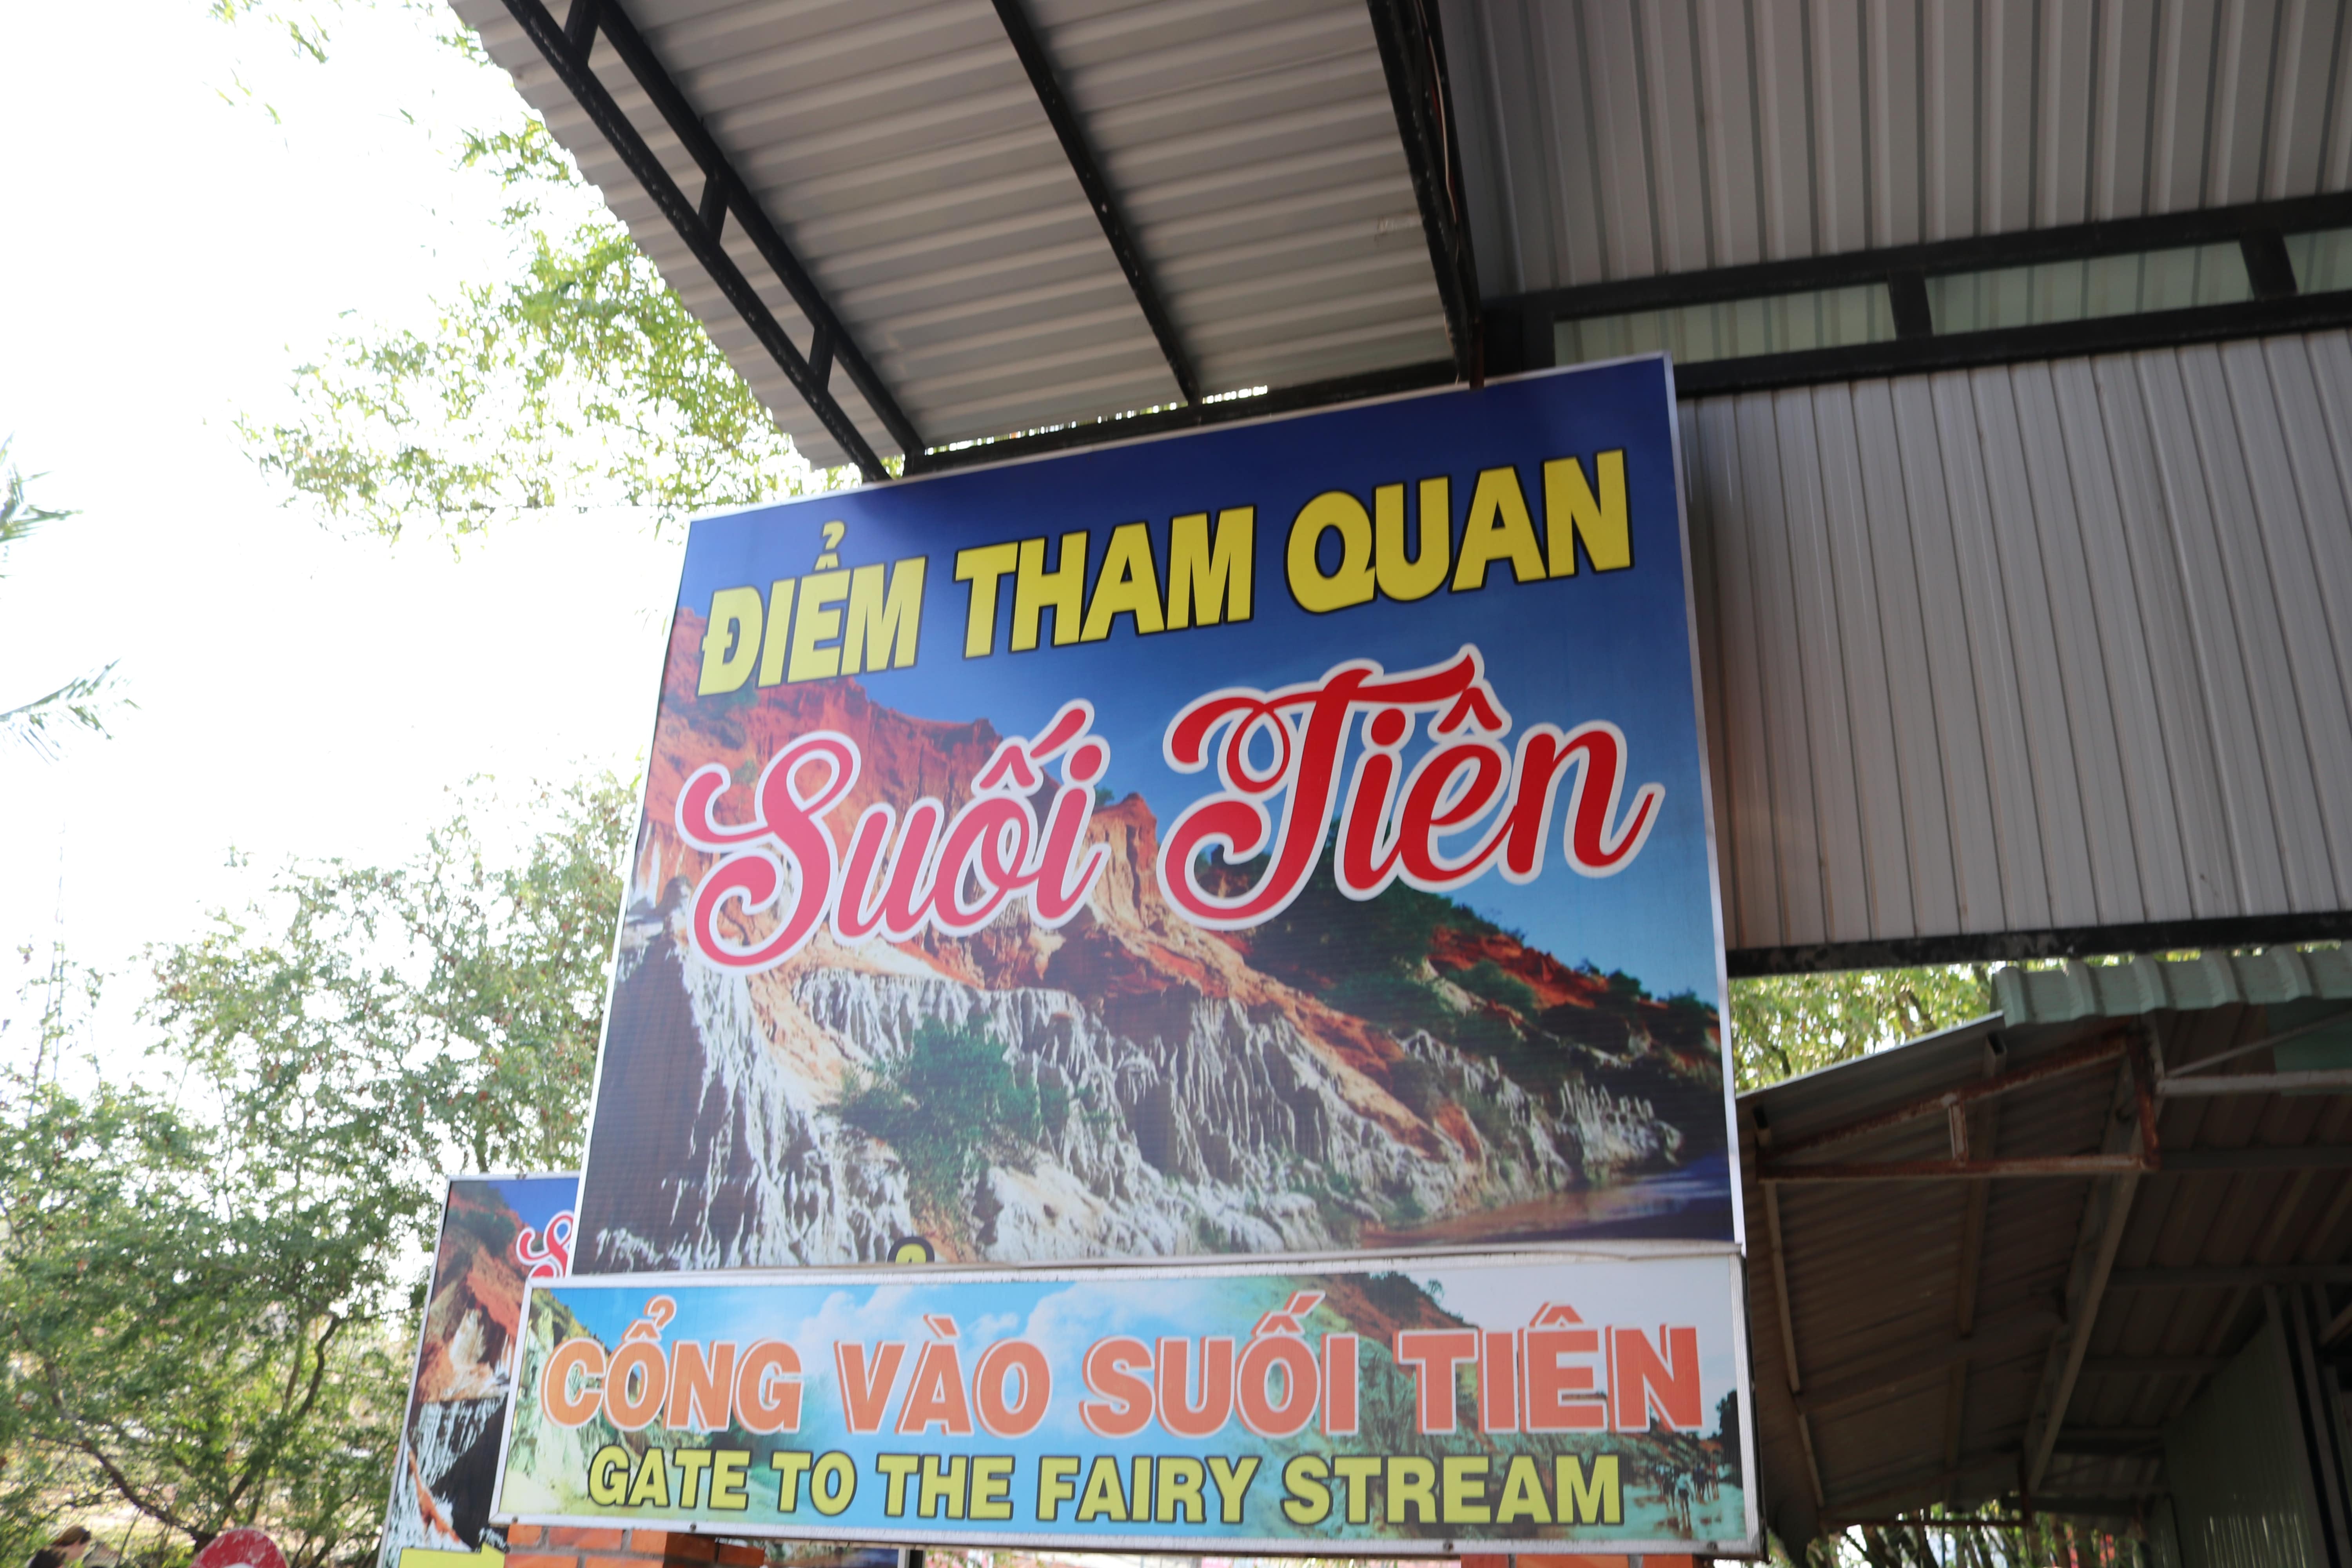 ĐIỂM THAM QUAN
Suối Tiên
CỔNG VÀO SUỐI TIÊN
GATE TO THE FAIRY STREAM